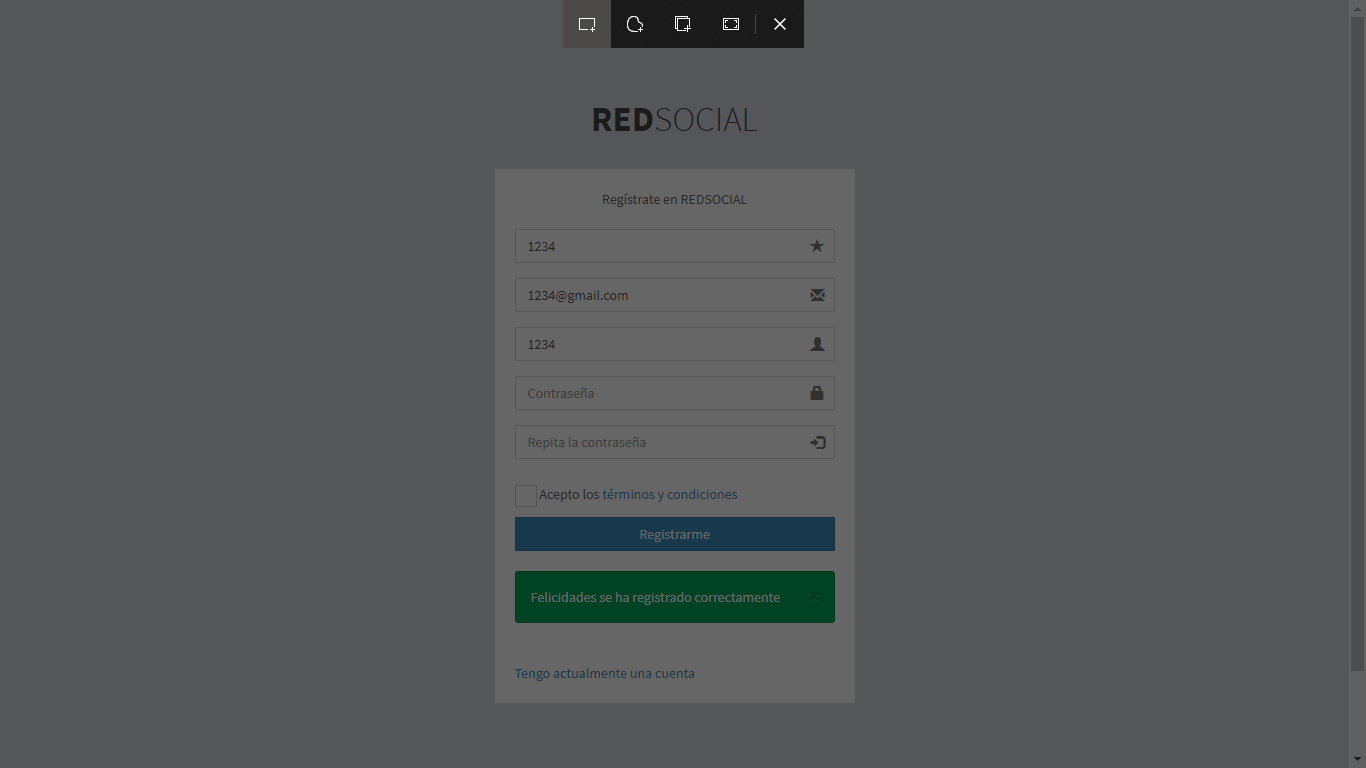 REDSOCIAL
Regístrate en REDSOCIAL
1234
1234@gmail.com
1234
Contraseña
Repita la contraseña
Acepto los términos y condiciones
Registrarme
Felicidades se ha registrado correctamente ×
Tengo actualmente una cuenta